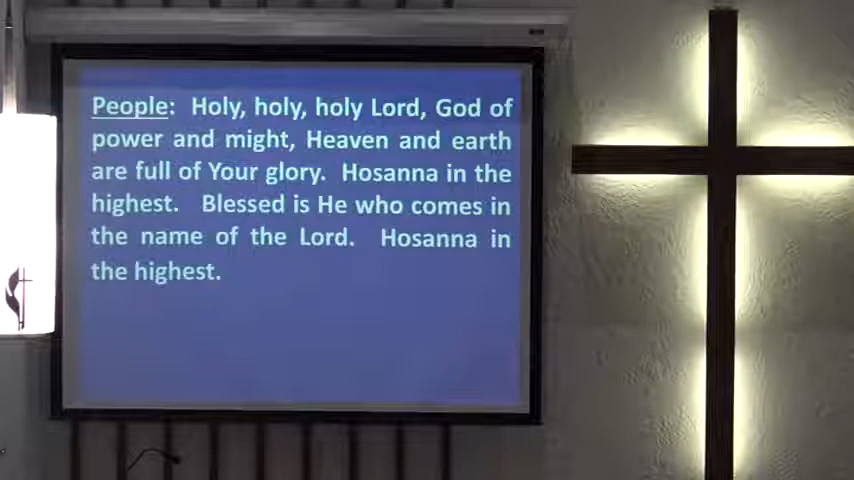 People: Holy, holy, holy Lord, God of
power and might, Heaven and earth
are full of Your glory. Hosanna in the
highest. Blessed is He who comes in
the name of the Lord. Hosanna in
the highest.